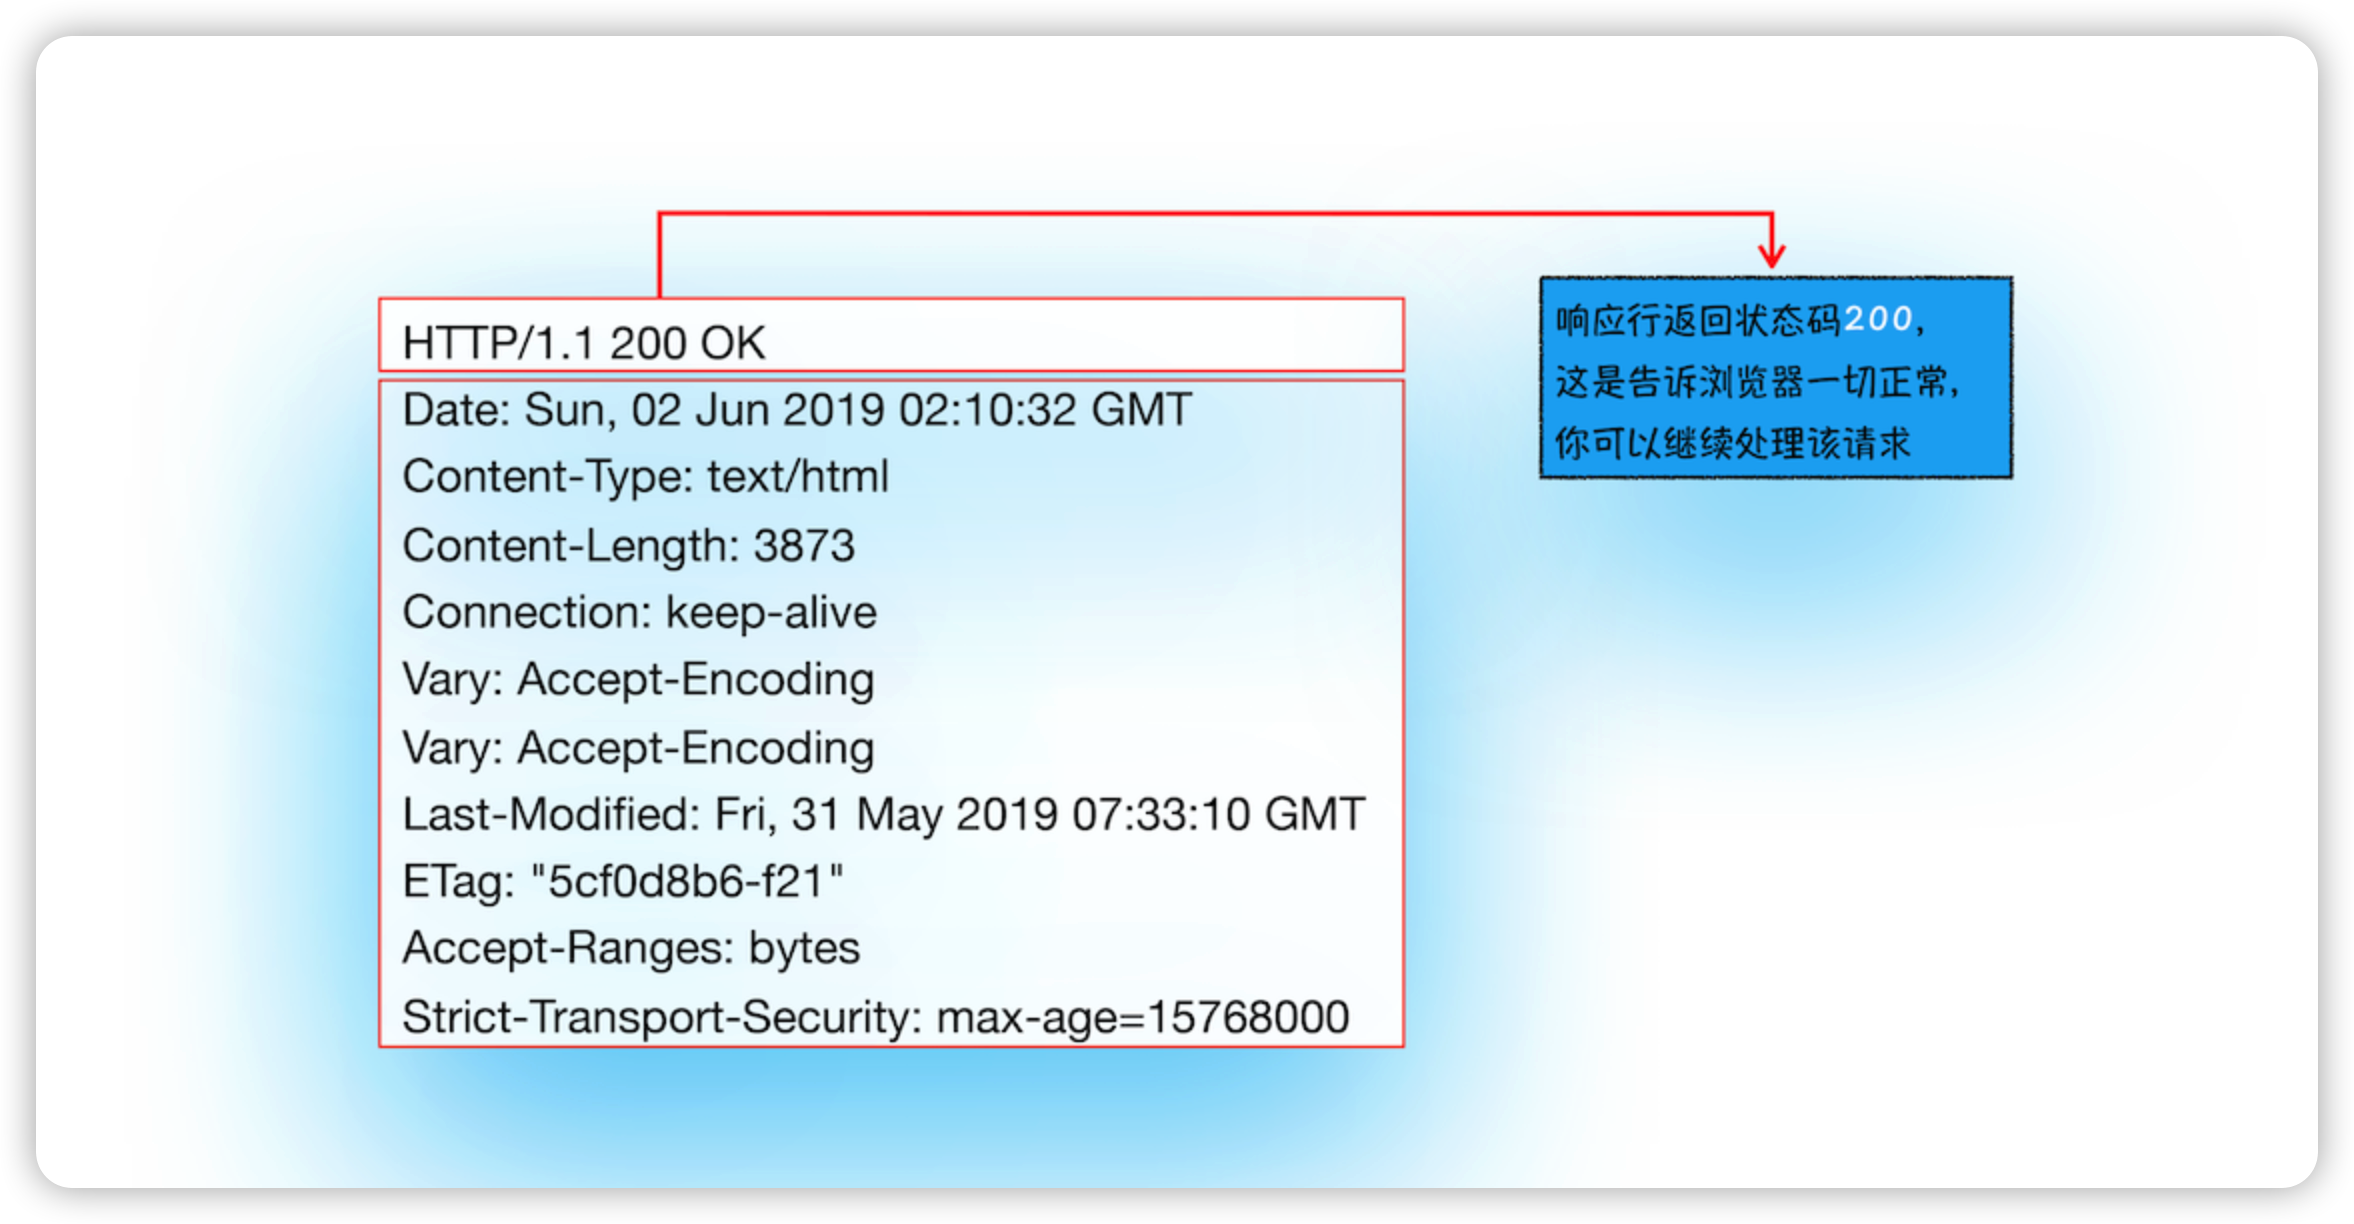 HTTP/1.1 200 OK
Date: Sun, 02 Jun 2019 02:10:32 GMT
Content-Type: text/html
Content-Length: 3873
Connection: keep-alive
Vary: Accept-Encoding
Vary: Accept-Encoding
Last-Modified: Fri, 31 May 2019 07:33:10 GMT
ETag: "5cf0d8b6-f21"
Accept-Ranges: bytes
Strict-Transport-Security: max-age=15768000
响应行返回状态码200,
这是告诉浏览器一切正常,
你可以继续处理该请求